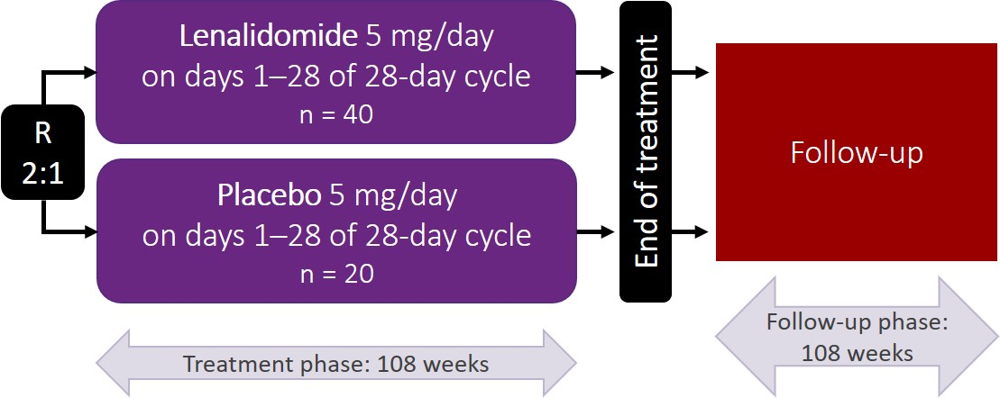 R
2:1
Lenalidomide 5 mg/day
on days 1–28 of 28-day cycle
n = 40
Placebo 5 mg/day
on days 1–28 of 28-day cycle
n = 20
End of treatment
Follow-up
Treatment phase: 108 weeks
Follow-up phase:
108 weeks